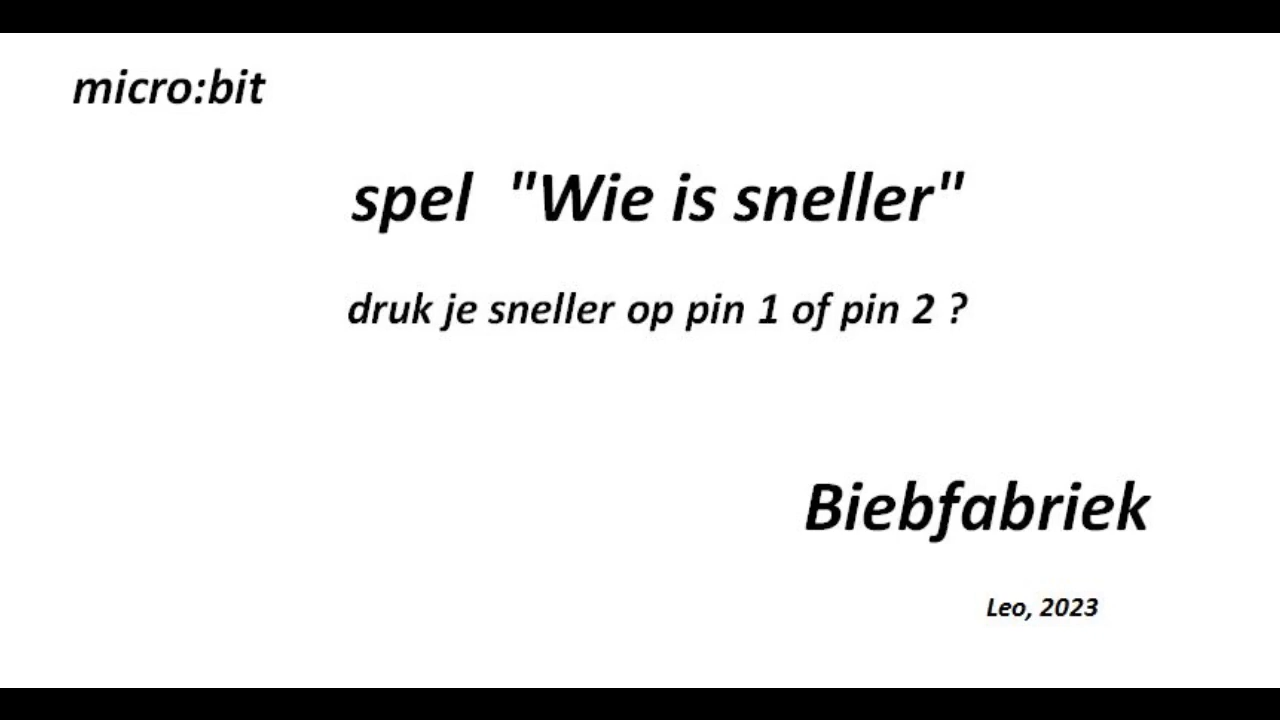 micro:bit
spel "Wie is sneller"
druk je sneller op pin 1 of pin 2 ?
Biebfabriek
Leo, 2023